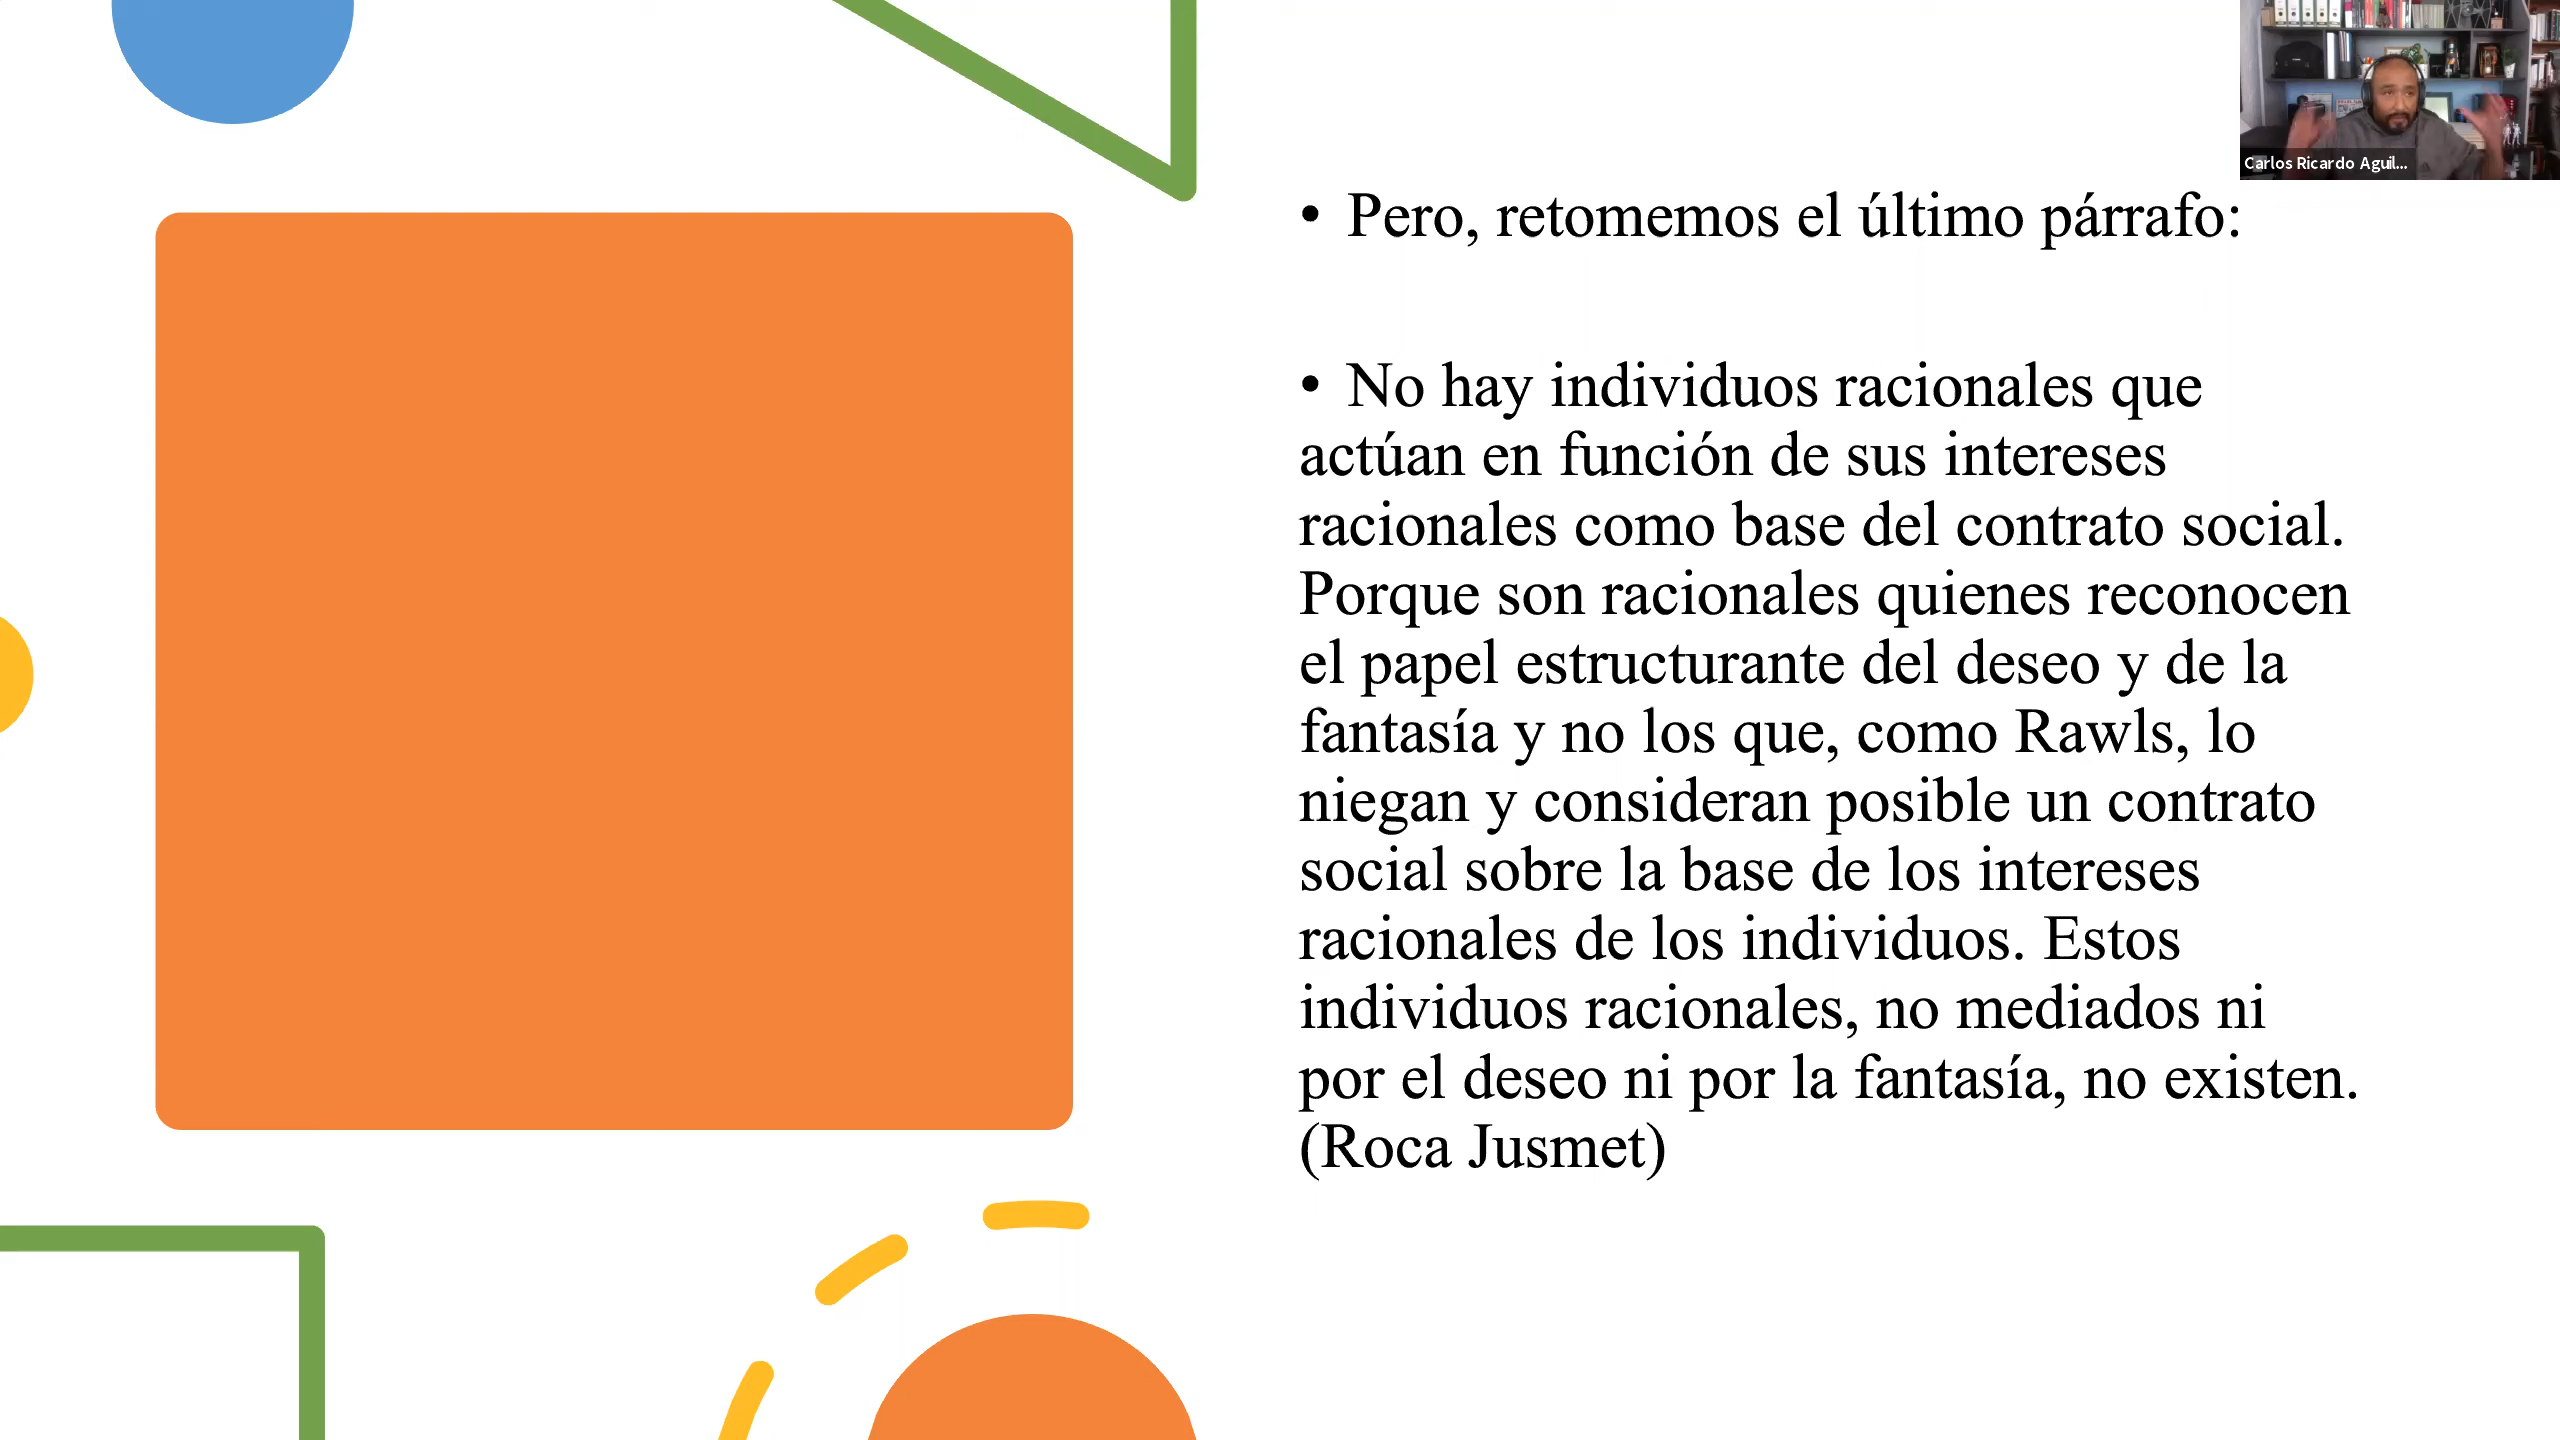 Carlos Ricardo Aguil...
• Pero, retomemos el último párrafo:
• No hay individuos racionales que
actúan en función de sus intereses
racionales como base del contrato social.
Porque son racionales quienes reconocen
el papel estructurante del deseo y de la
fantasía y no los que, como Rawls, lo
niegan y consideran posible un contrato
social sobre la base de los intereses
racionales de los individuos. Estos
individuos racionales, no mediados ni
por el deseo ni por la fantasía, no existen.
(Roca Jusmet)